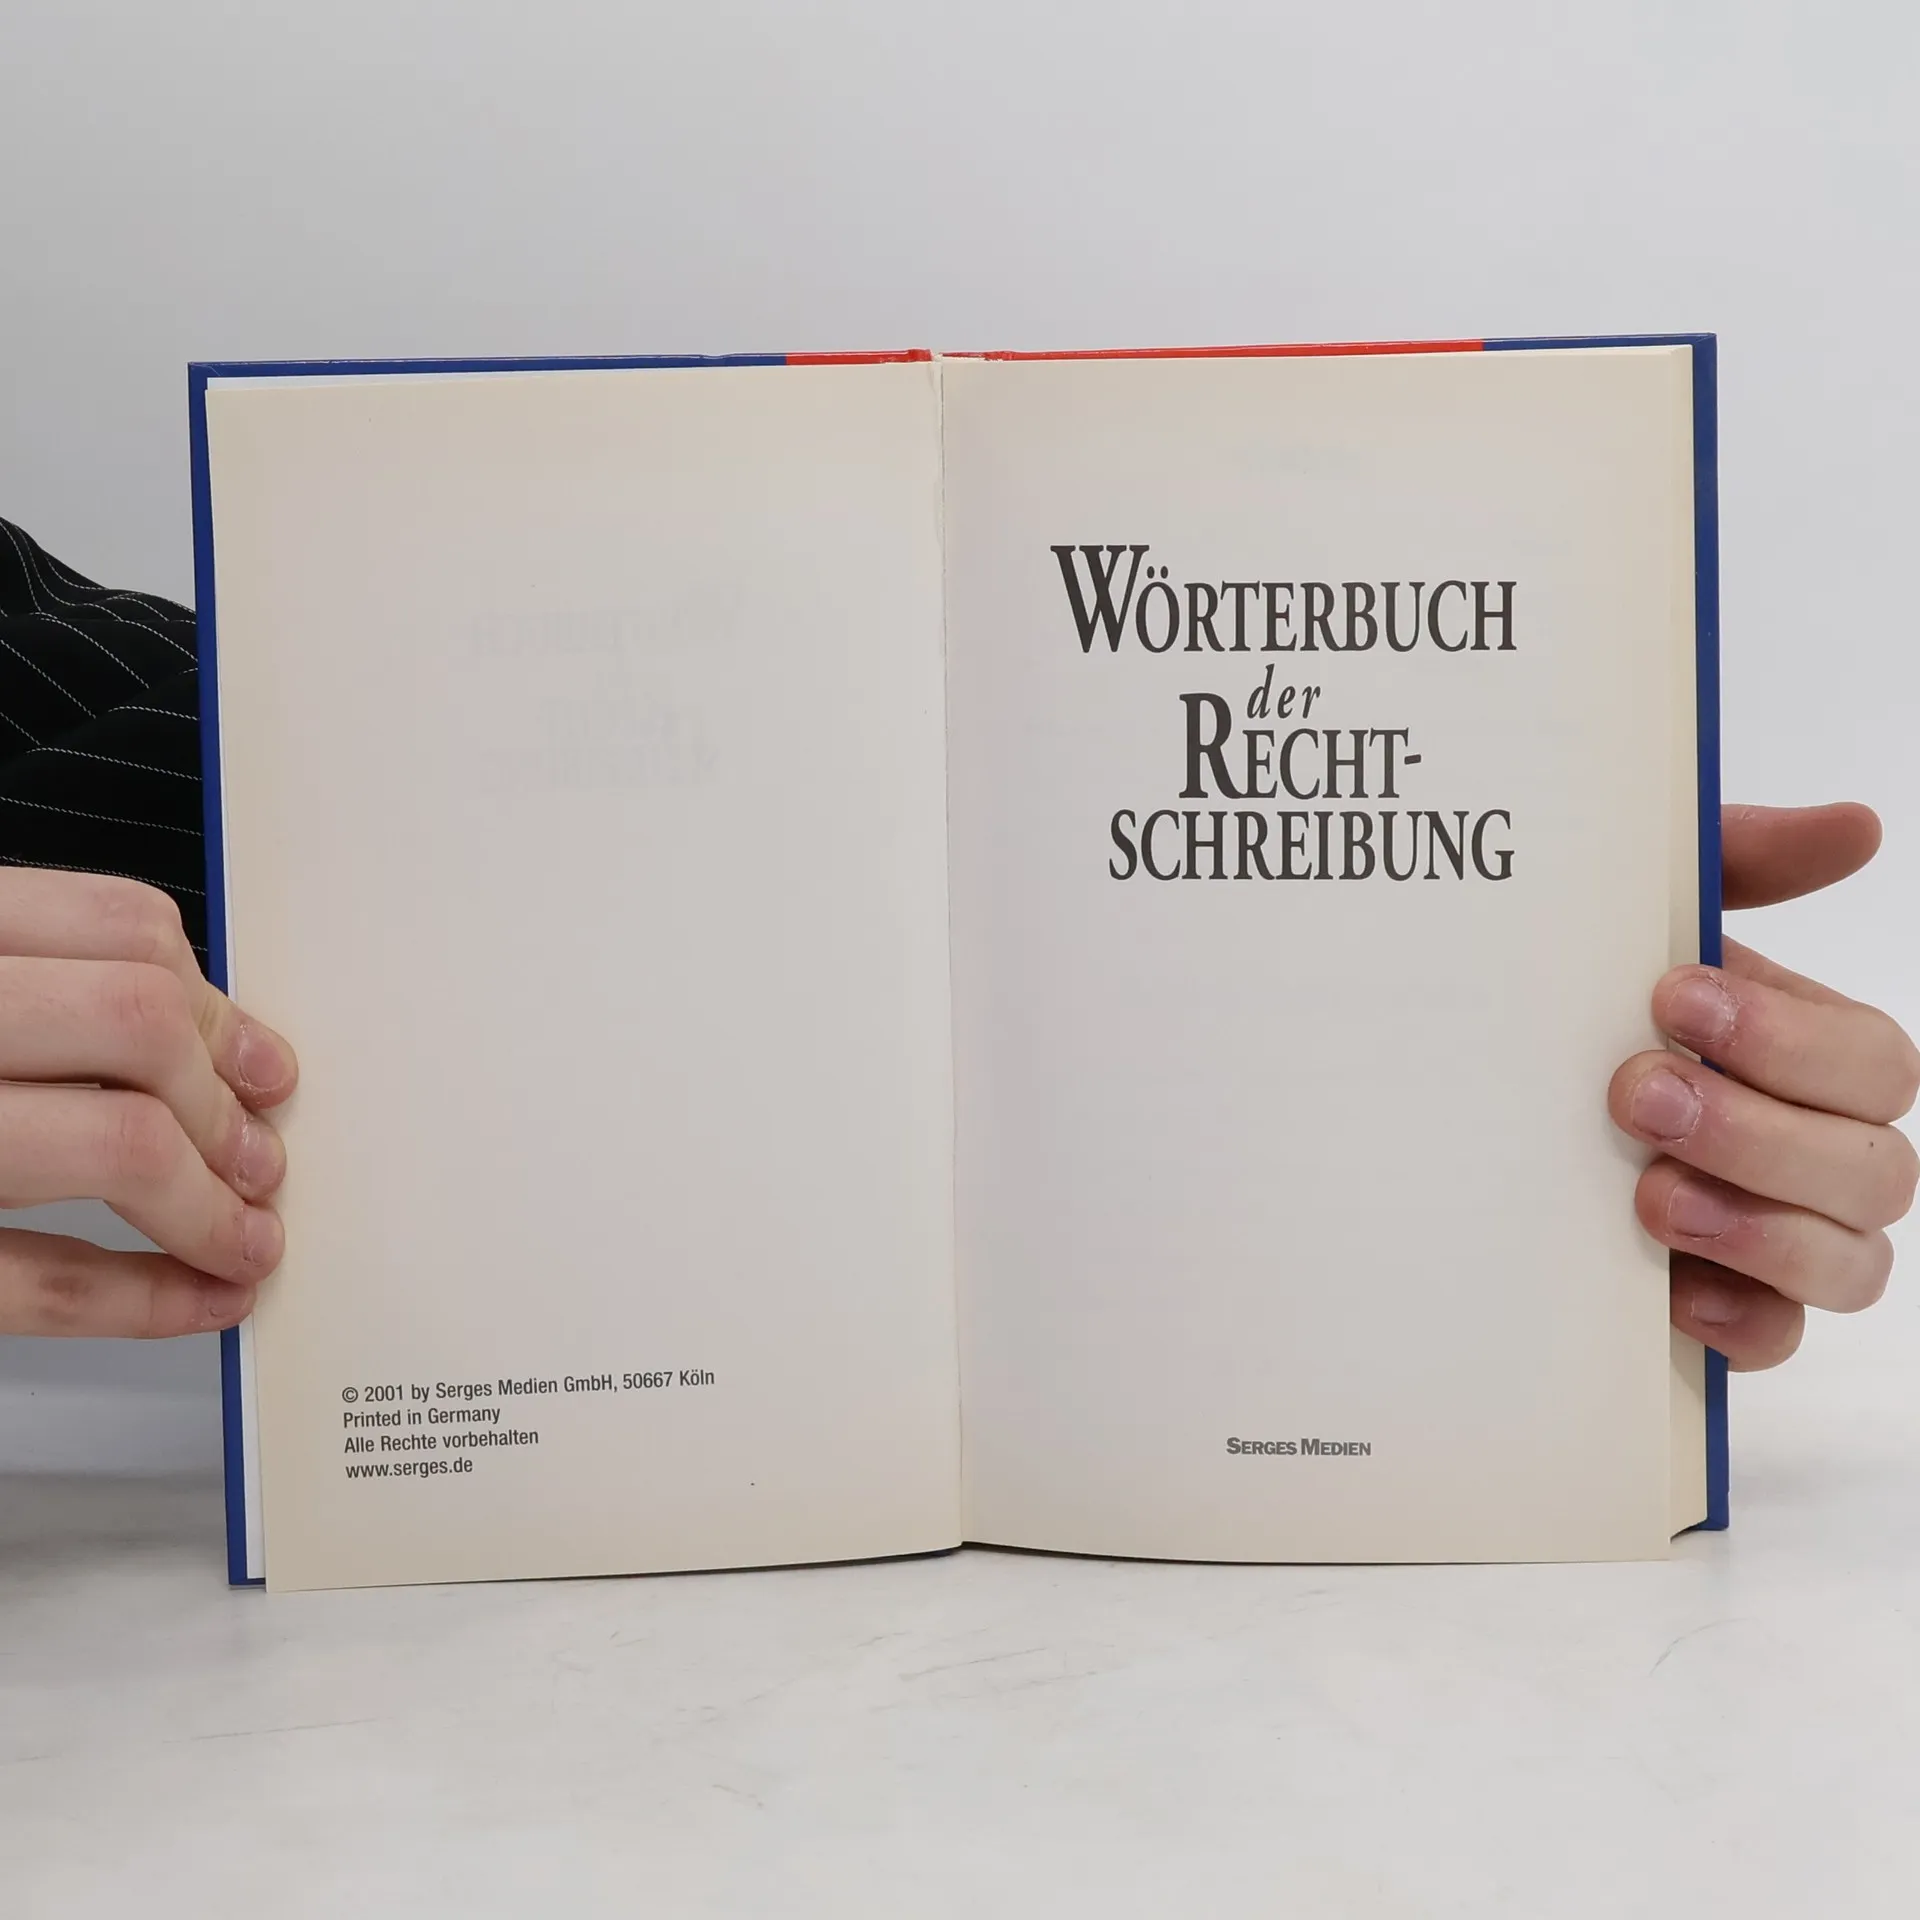 © 2001 by Serges Medien GmbH, 50667 Köln
Printed in Germany
Alle Rechte vorbehalten
www.serges.de
WÖRTERBUCH
der
RECHT-
SCHREIBUNG
SERGES MEDIEN